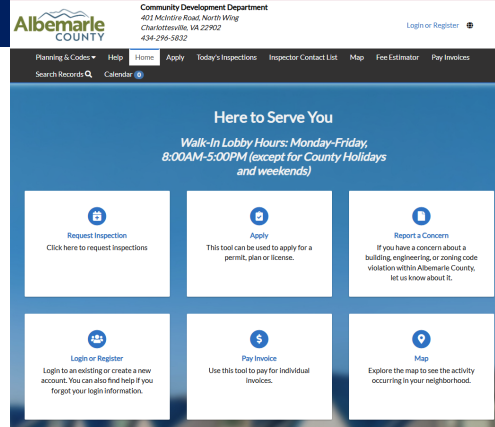 Albemarle
COUNTY
Community Development Department
401 McIntire Road, North Wing
Charlottesville, VA 22902
434-296-5832
Login or Register
Planning & Codes Help Home Apply Today's Inspections Inspector Contact List Map Fee Estimator Pay Invoices
Search Records Calendar 0
Here to Serve You
Walk-In Lobby Hours: Monday-Friday,
8:00AM-5:00PM (except for County Holidays
and weekends)
Request Inspection
Click here to request inspections
Apply
This tool can be used to apply for a
permit, plan or license.
Report a Concern
If you have a concern about a
building, engineering, or zoning code
violation within Albemarle County,
let us know about it.
Login or Register
Login to an existing or create a new
account. You can also find help if you
forgot your login information.
Pay Invoice
Use this tool to pay for individual
invoices.
Map
Explore the map to see the activity
occurring in your neighborhood.